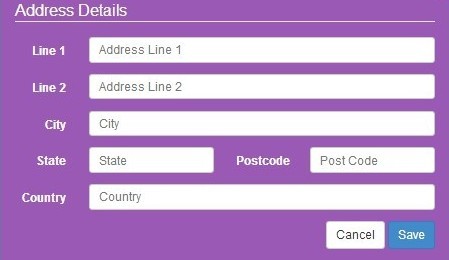 Address Details
Line 1 Address Line 1
Line 2 Address Line 2
City City
State State Postcode Post Code
Country Country
Cancel Save